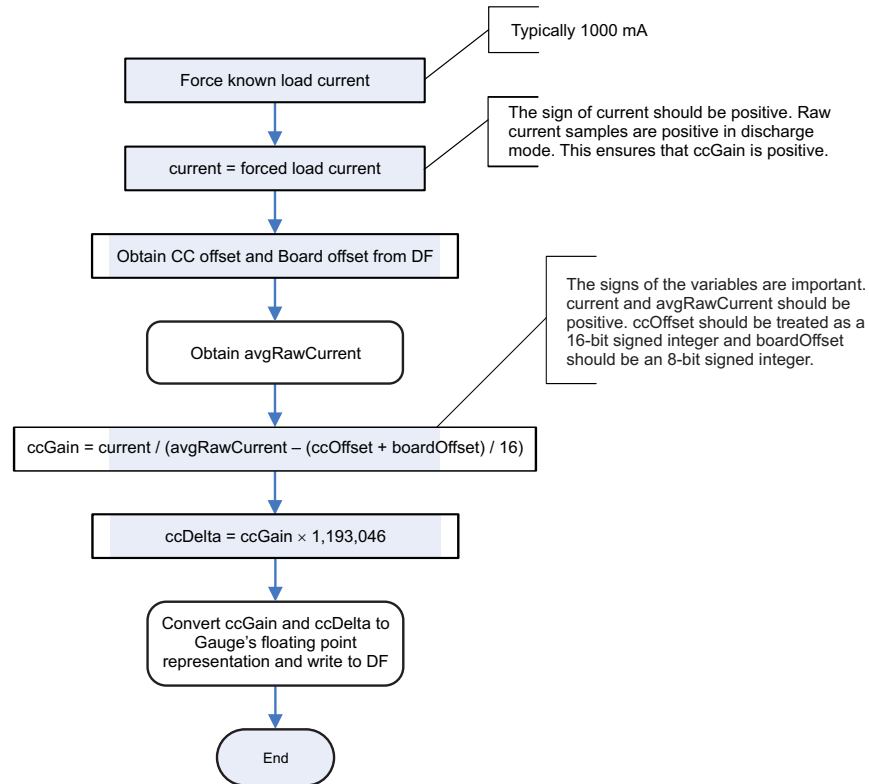 Typically 1000 mA
Force known load current
The sign of current should be positive. Raw
current samples are positive in discharge
mode. This ensures that ccGain is positive.
current = forced load current
Obtain CC offset and Board offset from DF
The signs of the variables are important.
current and avgRawCurrent should be
positive. ccOffset should be treated as a
16-bit signed integer and boardOffset
should be an 8-bit signed integer.
Obtain avgRawCurrent
ccGain = current / (avgRawCurrent – (ccOffset + boardOffset) / 16)
ccDelta = ccGain × 1,193,046
Convert ccGain and ccDelta to
Gauge’s floating point
representation and write to DF
End